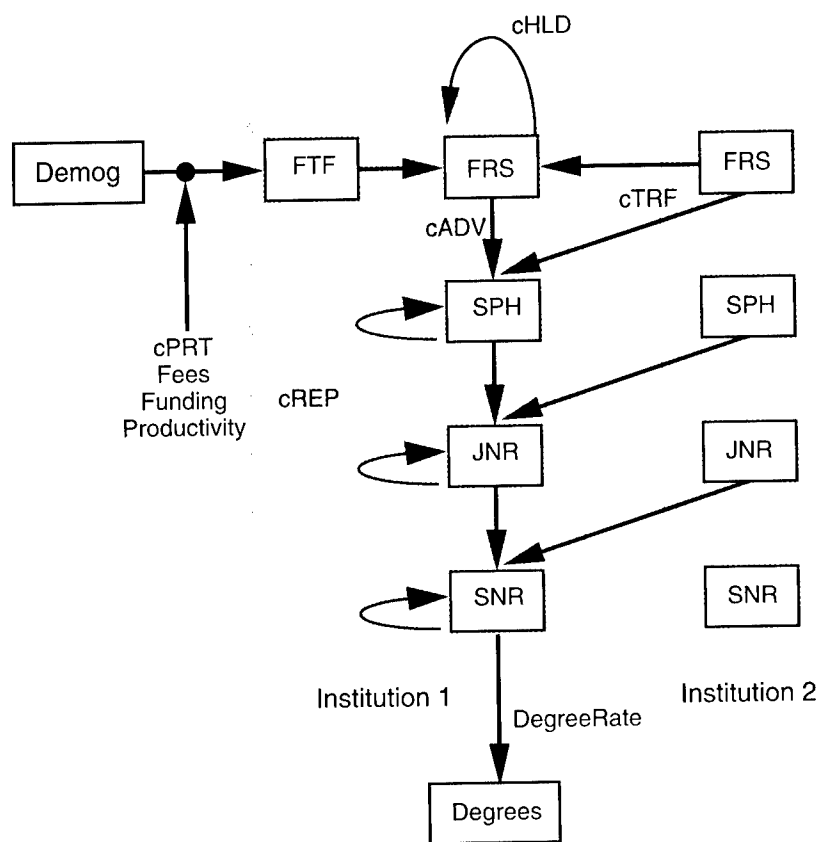 cHLD
Demog
FTF
FRS
FRS
cADV
cTRF
SPH
SPH
cPRT
Fees
Funding
Productivity
cREP
JNR
JNR
SNR
SNR
Institution 1
Institution 2
DegreeRate
Degrees